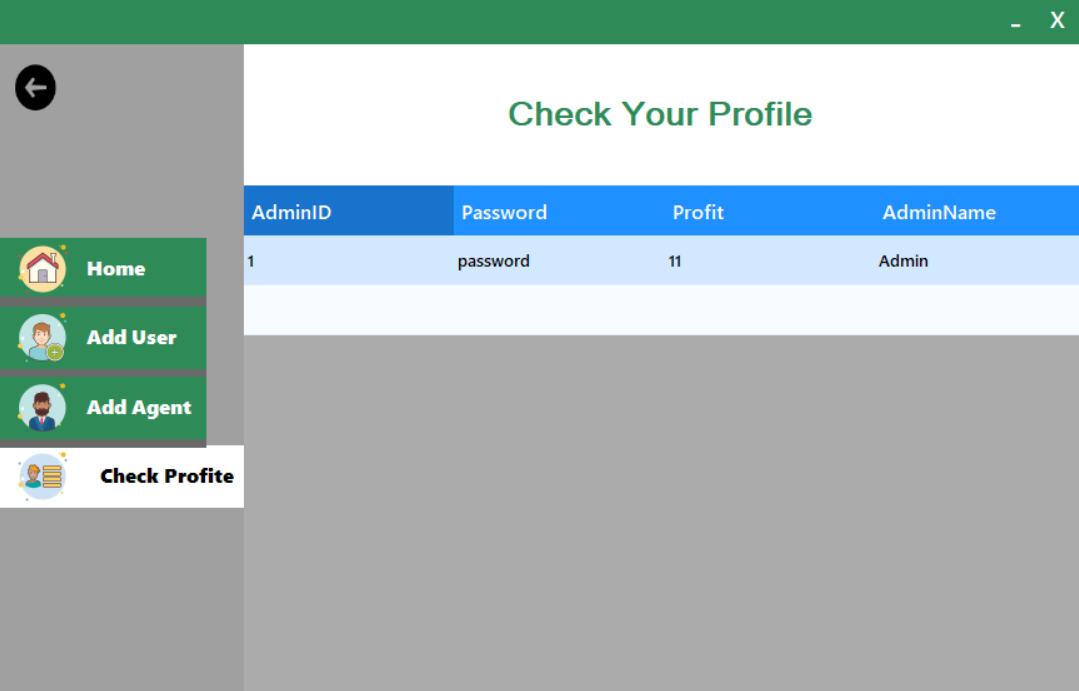 _ X
Check Your Profile
AdminID Password Profit AdminName
1 password 11 Admin
Home
Add User
Add Agent
Check Profite